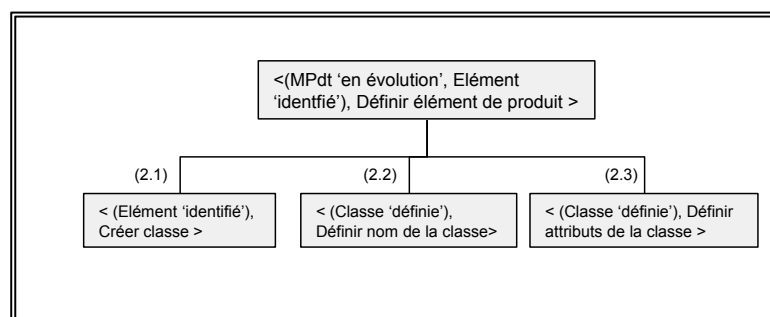 <(MPdt ‘en évolution’, Elément
‘identfié’), Définir élément de produit >
(2.1)
(2.2)
(2.3)
< (Elément ‘identifié’),
Créer classe >
< (Classe ‘définie’),
Définir nom de la classe>
< (Classe ‘définie’), Définir
attributs de la classe >